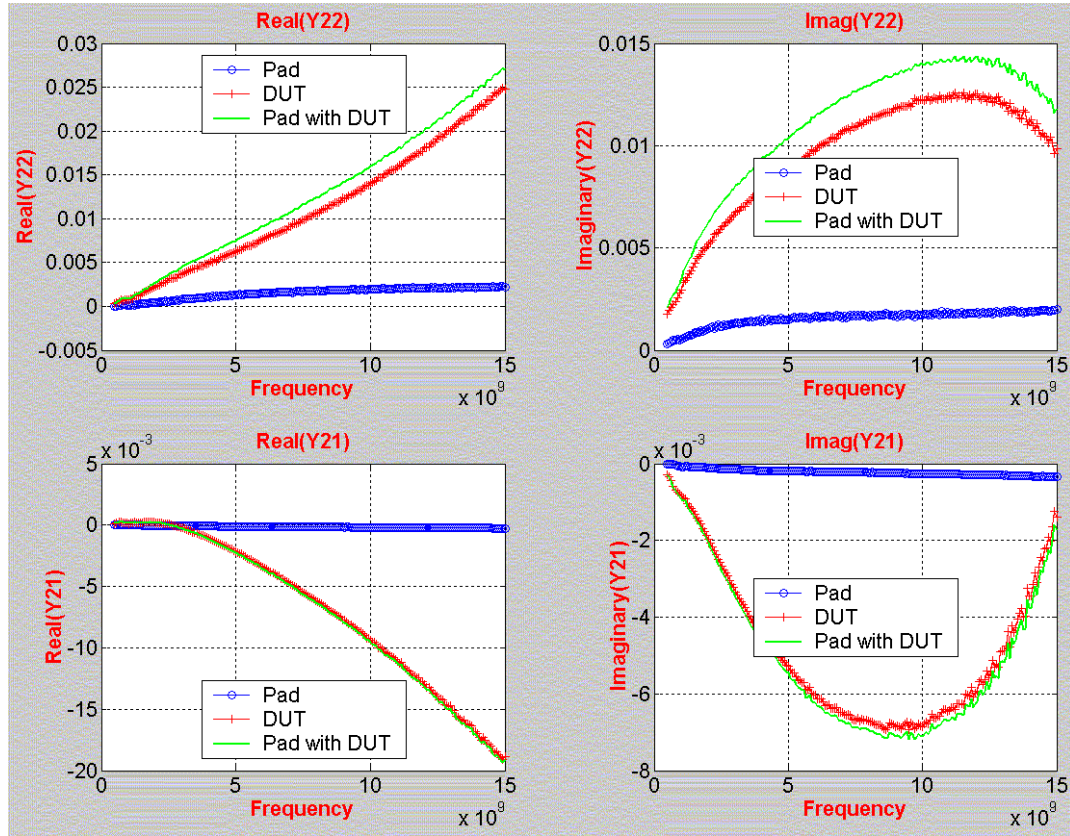 Real(Y22)
0.03
0.025
0.02
0.015
0.01
0.005
0
-0.005
Real(Y22)
Pad
DUT
Pad with DUT
0 5 10 15
Frequency
x 10^9
Imag(Y22)
0.015
0.01
0.005
0
Imaginary(Y22)
Pad
DUT
Pad with DUT
0 5 10 15
Frequency
x 10^9
Real(Y21)
x 10^-3
5
0
-5
-10
-15
-20
Real(Y21)
Pad
DUT
Pad with DUT
0 5 10 15
Frequency
x 10^9
Imag(Y21)
x 10^-3
0
-2
-4
-6
-8
Imaginary(Y21)
Pad
DUT
Pad with DUT
0 5 10 15
Frequency
x 10^9